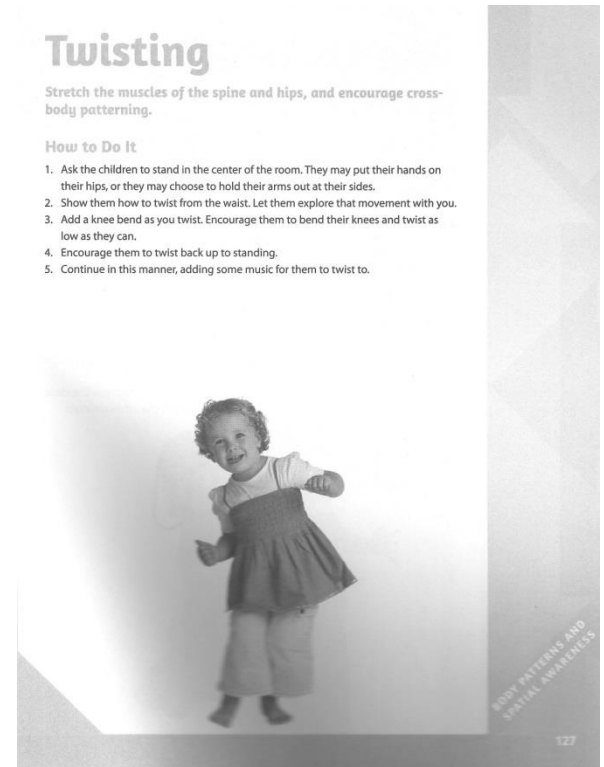 Twisting
Stretch the muscles of the spine and hips, and encourage cross-
body patterning.
How to Do It
1. Ask the children to stand in the center of the room. They may put their hands on
their hips, or they may choose to hold their arms out at their sides.
2. Show them how to twist from the waist. Let them explore that movement with you.
3. Add a knee bend as you twist. Encourage them to bend their knees and twist as
low as they can.
4. Encourage them to twist back up to standing.
5. Continue in this manner, adding some music for them to twist to.
BODY PATTERNS AND
SPATIAL AWARENESS
127